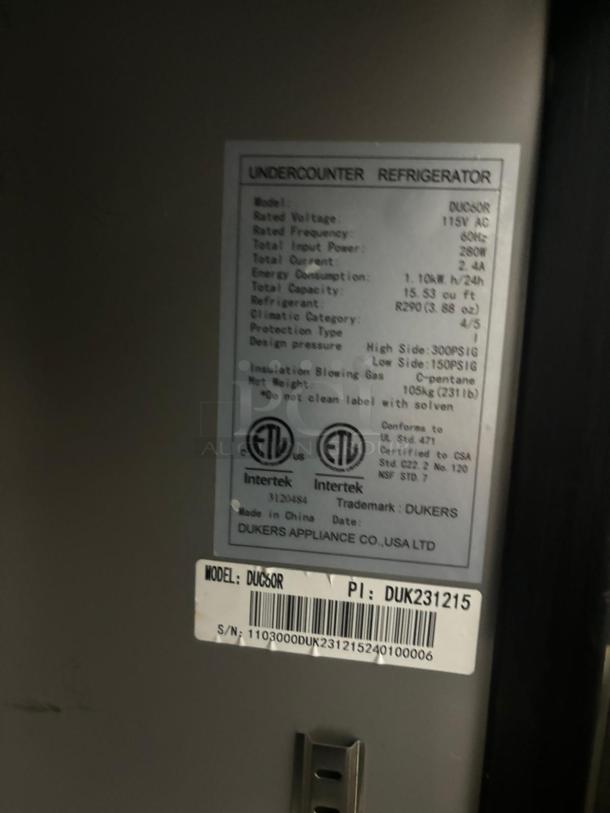 UNDERCOUNTER REFRIGERATOR
Model: DUC60R
Rated Voltage: 115V AC
Rated Frequency: 60Hz
Total Input Power: 280W
Total Current: 2.4A
Energy Consumption: 1.10kW.h/24h
Total Capacity: 15.53 cu ft
Refrigerant: R290(3.88 oz)
Climatic Category: 4/5
Protection Type I
Design pressure High Side:300PSIG
Low Side:150PSIG
Insulation Blowing Gas C-pentane
Net Weight: 105kg(231lb)
*Do not clean label with solven
C ETL US
ETL
Intertek
Intertek
3120484
Conforms to
UL Std.471
Certified to CSA
Std.C22.2 No.120
NSF STD.7
Trademark : DUKERS
Made in China Date:
DUKERS APPLIANCE CO.,USA LTD
MODEL: DUC60R PI: DUK231215
S/N: 1103000DUK231215240100006
PCI